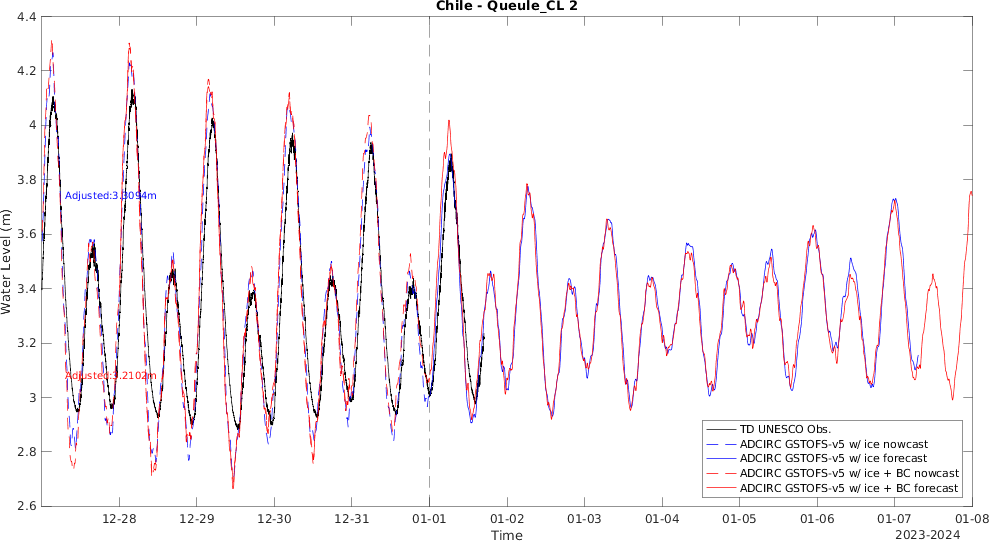 Chile - Queule_CL 2
4.4
4.2
4
3.8
3.6
3.4
3.2
3
2.8
2.6
Water Level (m)
Adjusted:3.3094m
Adjusted:3.2102m
TD UNESCO Obs.
ADCIRC GSTOFS-v5 w/ ice nowcast
ADCIRC GSTOFS-v5 w/ ice forecast
ADCIRC GSTOFS-v5 w/ ice + BC nowcast
ADCIRC GSTOFS-v5 w/ ice + BC forecast
12-28 12-29 12-30 12-31 01-01 01-02 01-03 01-04 01-05 01-06 01-07 01-08
Time
2023-2024